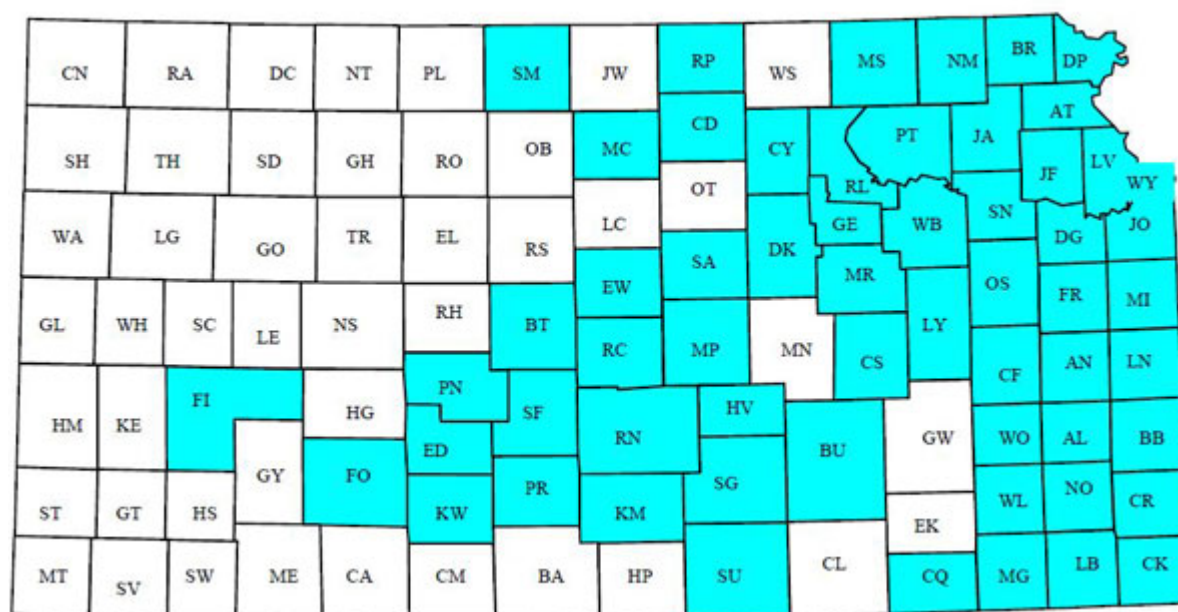 CN RA DC NT PL SM JW RP WS MS NM BR DP
SH TH SD GH RO OB MC CD CY RL PT JA AT JF LV WY
WA LG GO TR EL RS LC OT DK GE WB SN DG JO
GL WH SC LE NS RH BT EW SA MR LY OS FR MI
HM KE FI HG PN SF RC MP MN CS CF AN LN
GY FO ED RN HV BU GW WO AL BB
ST GT HS KW PR KM SG EK WL NO CR
MT SV SW ME CA CM BA HP SU CL CQ MG LB CK